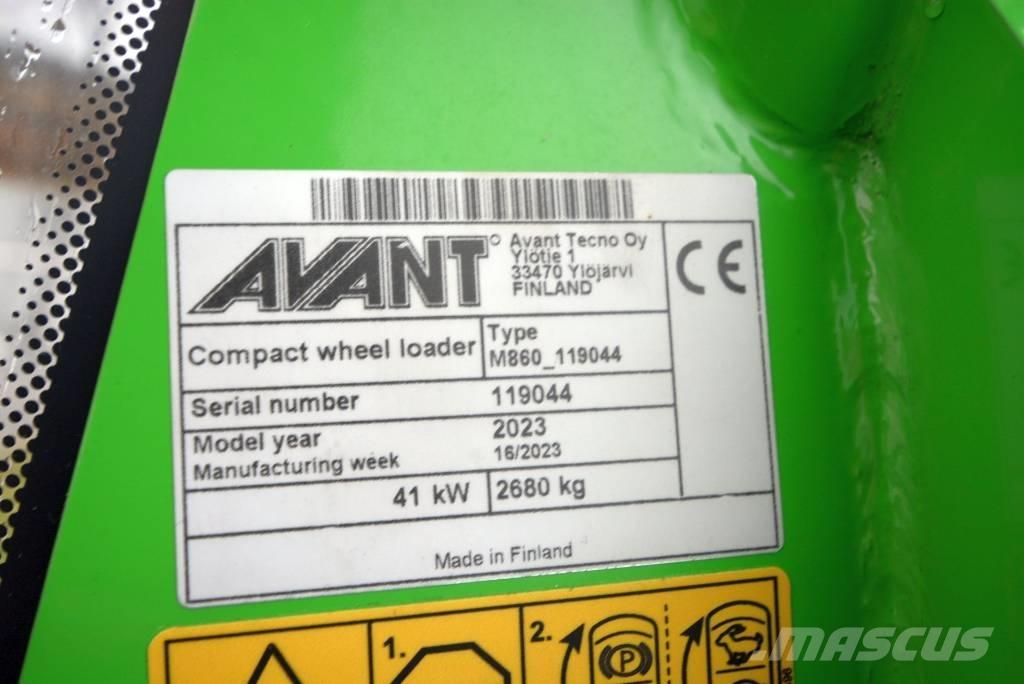 AVANT
Avant Tecno Oy
Ylötie 1
33470 Ylöjärvi
FINLAND
CE
Compact wheel loader
Type
M860_119044
Serial number 119044
Model year 2023
Manufacturing week 16/2023
41 kW 2680 kg
Made in Finland
1.
2.
P
MASCUS